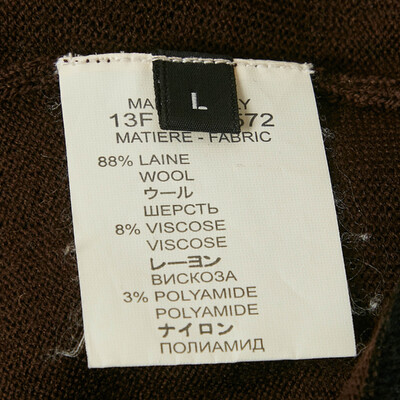 L
13F 572
MATIERE - FABRIC
88% LAINE
WOOL
ウール
ШЕРСТЬ
8% VISCOSE
VISCOSE
レーヨン
ВИСКОЗА
3% POLYAMIDE
POLYAMIDE
ナイロン
ПОЛИАМИД